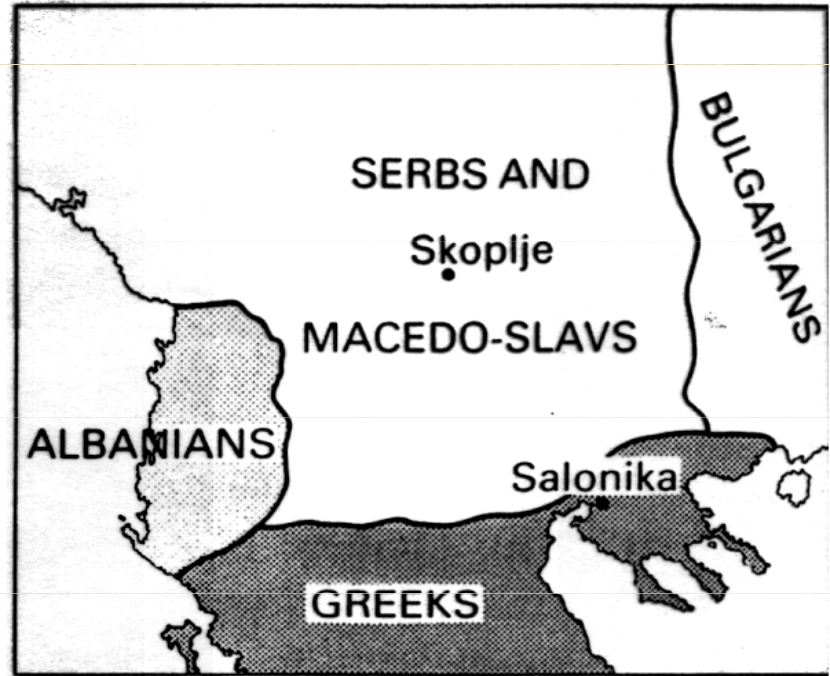 SERBS AND
BULGARIANS
Skoplje
MACEDO-SLAVS
ALBANIANS
Salonika
GREEKS